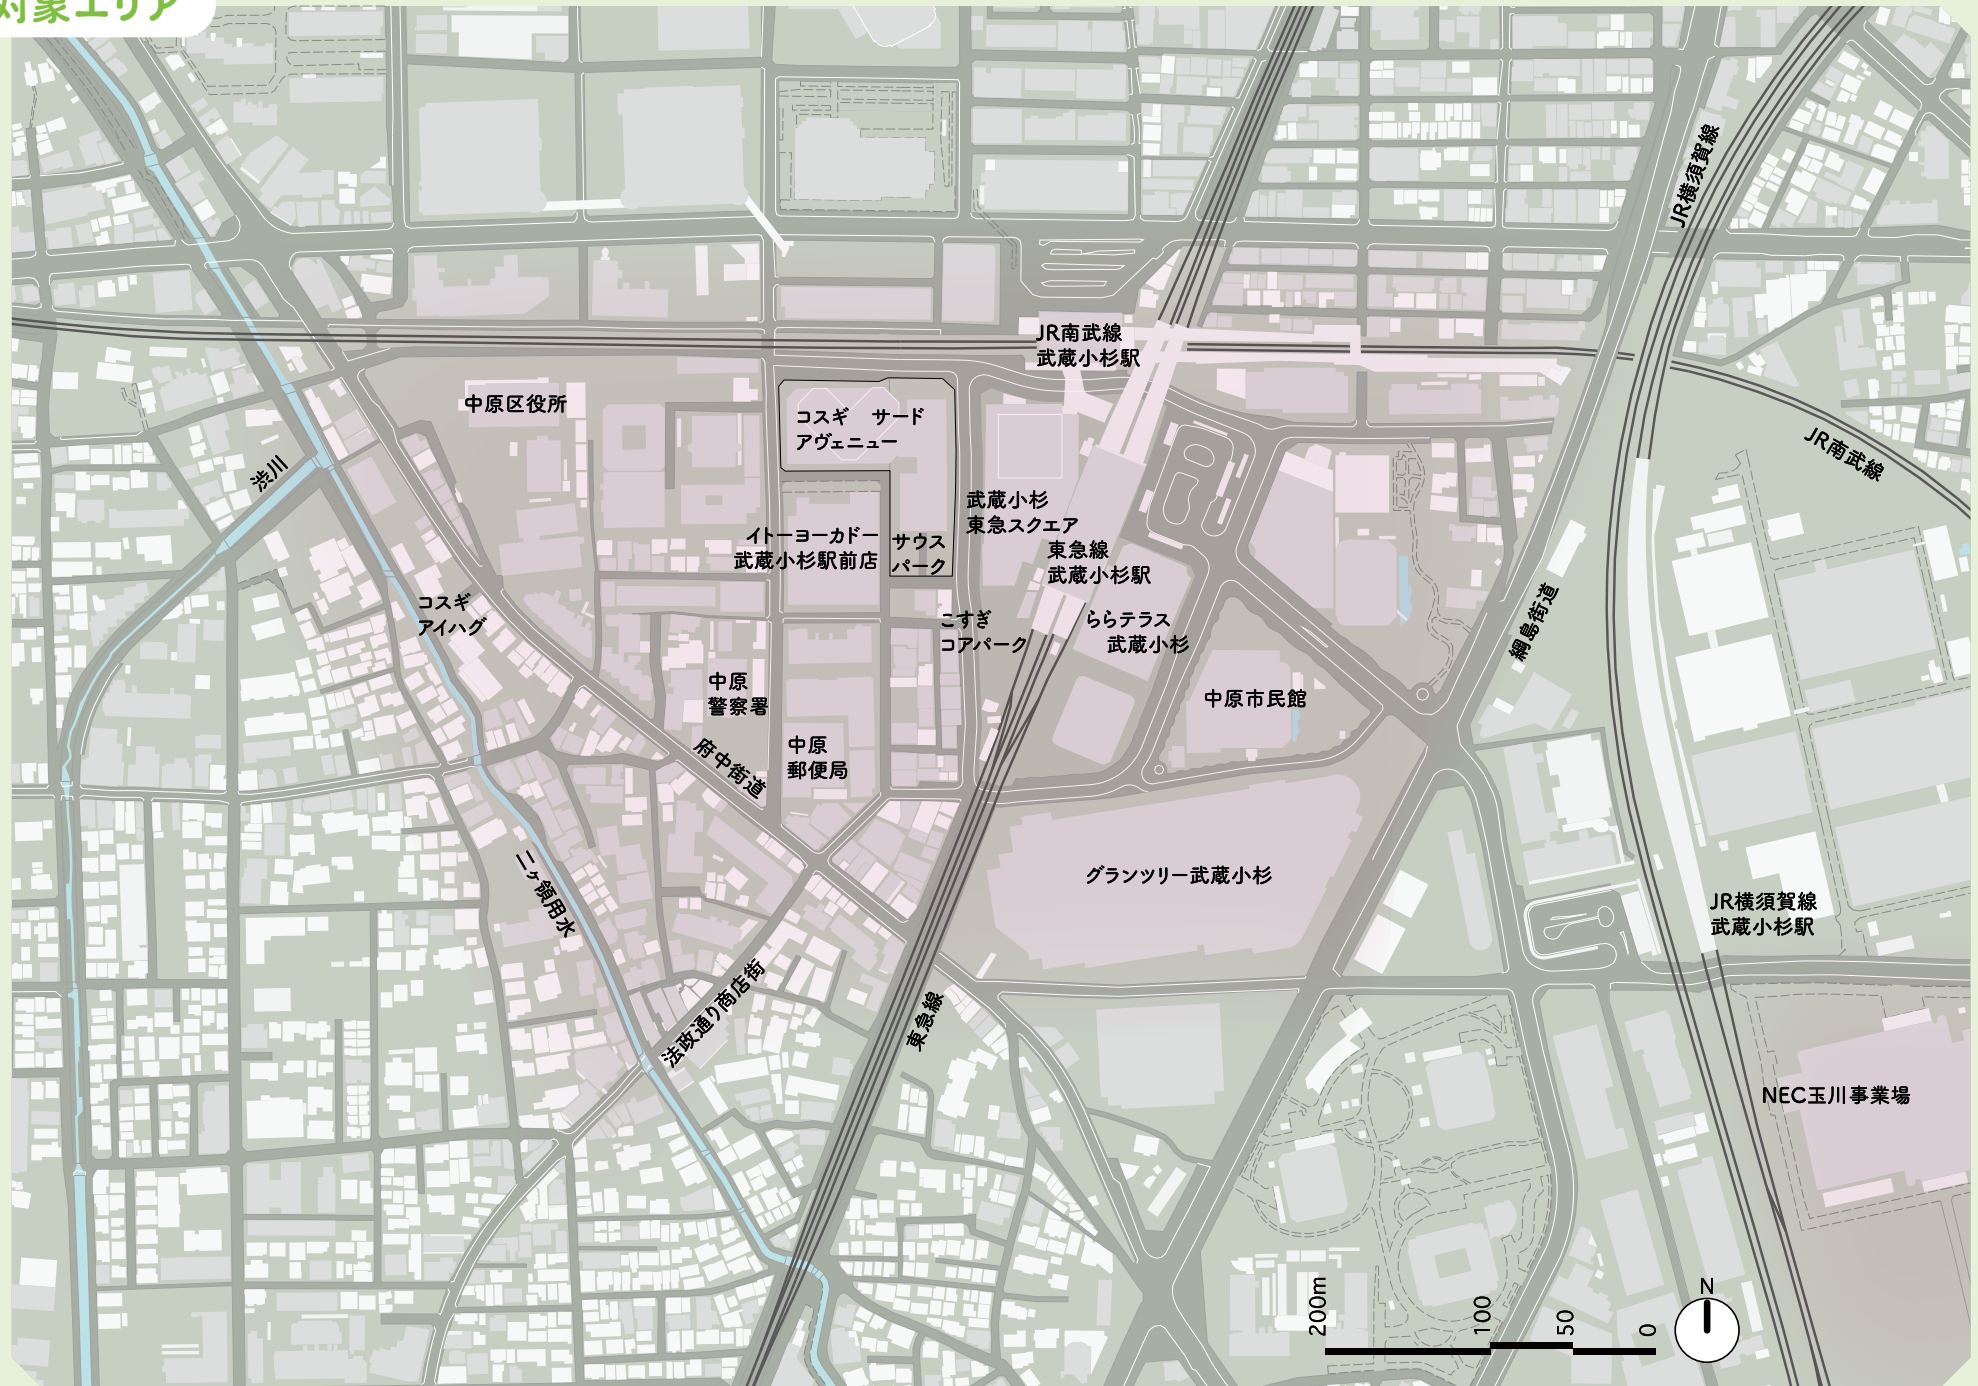 対象エリア
JR横須賀線
JR南武線
武蔵小杉駅
中原区役所
コスギ サード
アヴェニュー
JR南武線
渋川
武蔵小杉
東急スクエア
イトーヨーカドー
武蔵小杉駅前店
サウス
パーク
東急線
武蔵小杉駅
コスギ
アイハグ
こすぎ
コアパーク
ららテラス
武蔵小杉
綱島街道
中原
警察署
中原市民館
府中街道
中原
郵便局
二ヶ領用水
グランツリー武蔵小杉
JR横須賀線
武蔵小杉駅
法政通り商店街
東急線
NEC玉川事業場
200m
100
50
0
N